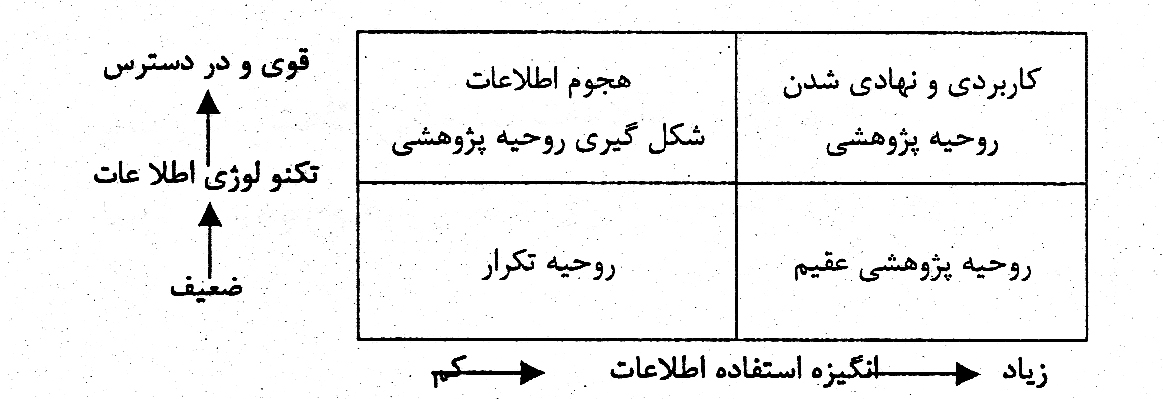 قوی و در دسترس
تکنو لوژی اطلا عات
ضعیف
کاربردی و نهادی شدن
روحیه پژوهشی
هجوم اطلاعات
شکل گیری روحیه پژوهشی
روحیه پژوهشی عقیم
روحیه تکرار
کم
انگیزه استفاده اطلاعات
زیاد